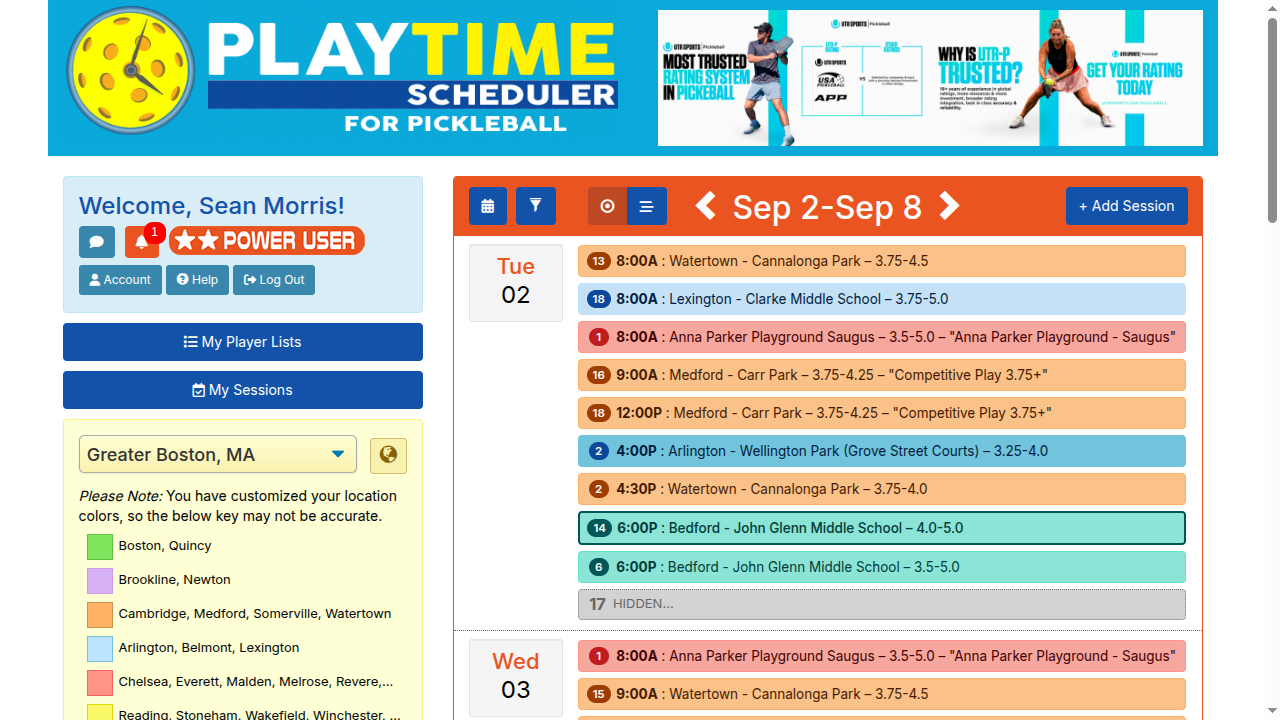 PLAYTIME
SCHEDULER
FOR PICKLEBALL
UTR SPORTS Pickleball
MOST TRUSTED
RATING SYSTEM
IN PICKLEBALL
UTR SPORTS Pickleball
UTR-P
RATING
OTHER
RATINGS
UTR SPORTS
USA
PICKLEBALL
APP
VS
WHY IS UTR-P
TRUSTED?
UTR SPORTS Pickleball
GET YOUR RATING
TODAY
Welcome, Sean Morris!
1
POWER USER
Account
Help
Log Out
My Player Lists
My Sessions
Greater Boston, MA
Please Note: You have customized your location
colors, so the below key may not be accurate.
Boston, Quincy
Brookline, Newton
Cambridge, Medford, Somerville, Watertown
Arlington, Belmont, Lexington
Chelsea, Everett, Malden, Melrose, Revere,...
Reading, Stoneham, Wakefield, Winchester, ...
Sep 2-Sep 8
+ Add Session
Tue
02
13 8:00A : Watertown - Cannalonga Park – 3.75-4.5
18 8:00A : Lexington - Clarke Middle School – 3.75-5.0
1 8:00A : Anna Parker Playground Saugus – 3.5-5.0 – "Anna Parker Playground - Saugus"
16 9:00A : Medford - Carr Park – 3.75-4.25 – "Competitive Play 3.75+"
18 12:00P : Medford - Carr Park – 3.75-4.25 – "Competitive Play 3.75+"
2 4:00P : Arlington - Wellington Park (Grove Street Courts) – 3.25-4.0
2 4:30P : Watertown - Cannalonga Park – 3.75-4.0
14 6:00P : Bedford - John Glenn Middle School – 4.0-5.0
6 6:00P : Bedford - John Glenn Middle School – 3.5-5.0
17 HIDDEN...
Wed
03
1 8:00A : Anna Parker Playground Saugus – 3.5-5.0 – "Anna Parker Playground - Saugus"
15 9:00A : Watertown - Cannalonga Park – 3.75-4.5